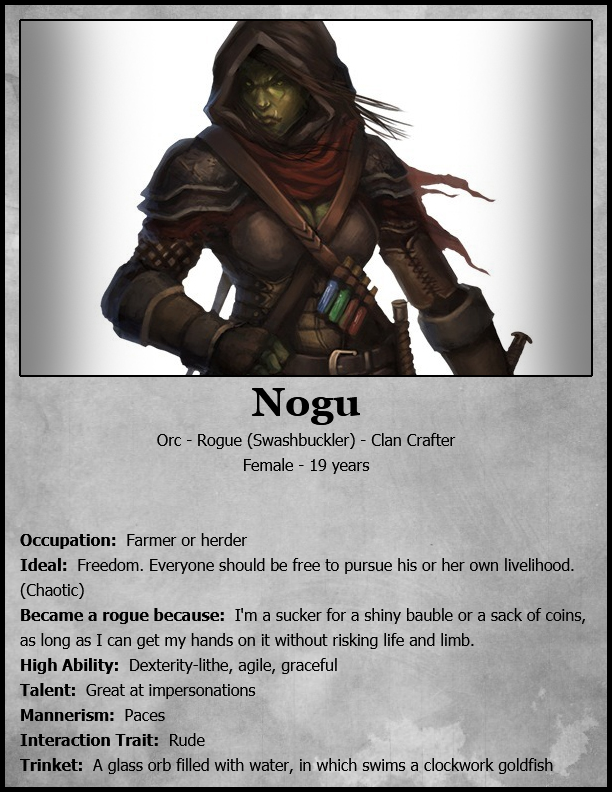 Nogu
Orc - Rogue (Swashbuckler) - Clan Crafter
Female - 19 years
Occupation: Farmer or herder
Ideal: Freedom. Everyone should be free to pursue his or her own livelihood.
(Chaotic)
Became a rogue because: I'm a sucker for a shiny bauble or a sack of coins,
as long as I can get my hands on it without risking life and limb.
High Ability: Dexterity-lithe, agile, graceful
Talent: Great at impersonations
Mannerism: Paces
Interaction Trait: Rude
Trinket: A glass orb filled with water, in which swims a clockwork goldfish